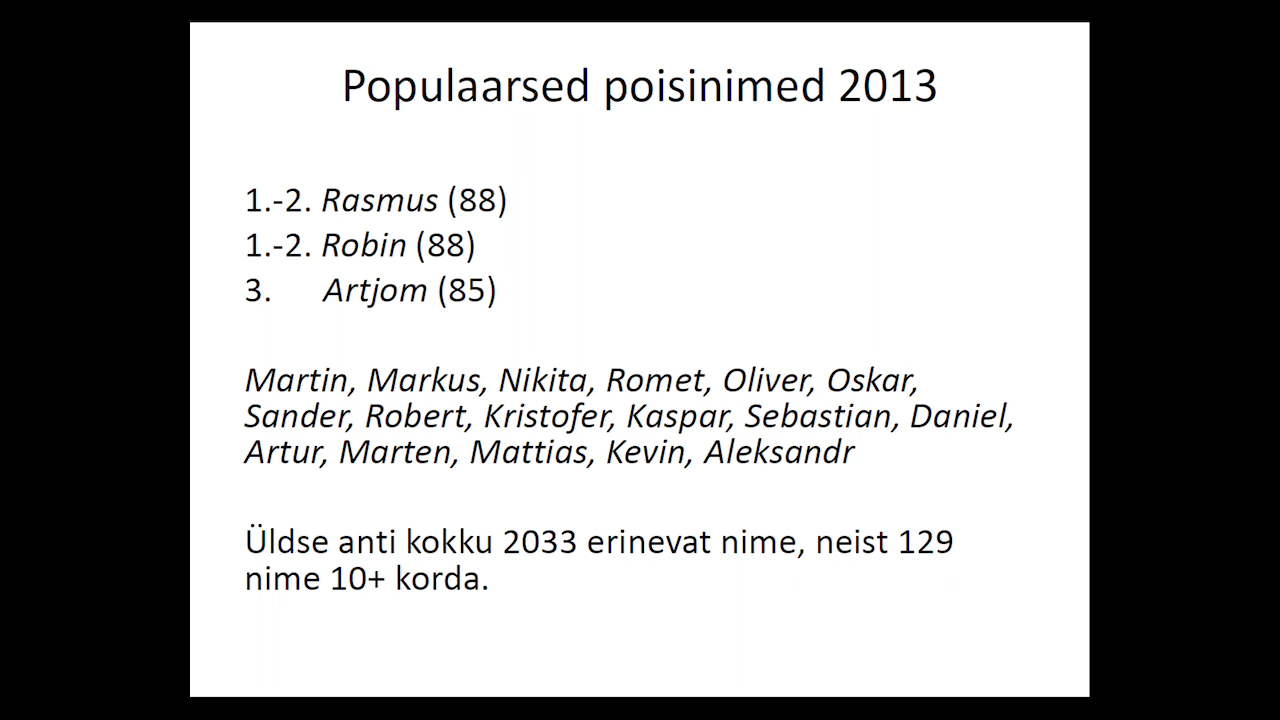 Populaarsed poisinimed 2013
1.-2. Rasmus (88)
1.-2. Robin (88)
3. Artjom (85)
Martin, Markus, Nikita, Romet, Oliver, Oskar,
Sander, Robert, Kristofer, Kaspar, Sebastian, Daniel,
Artur, Marten, Mattias, Kevin, Aleksandr
Üldse anti kokku 2033 erinevat nime, neist 129
nime 10+ korda.